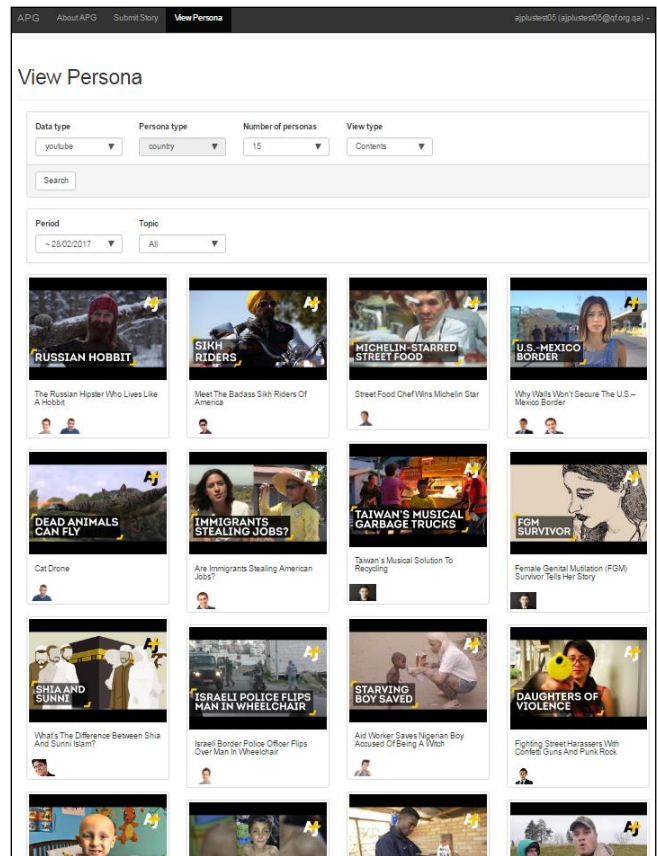 APG About APG Submit Story View Persona ajplustest05 (ajplustest05@qf.org.qa)
View Persona
Data type Persona type Number of personas View type
youtube country 15 Contents
Search
Period Topic
~ 28/02/2017 All
RUSSIAN HOBBIT
SIKH
RIDERS
MICHELIN-STARRED
STREET FOOD
U.S.-MEXICO
BORDER
The Russian Hipster Who Lives Like
A Hobbit
Meet The Badass Sikh Riders Of
America
Street Food Chef Wins Michelin Star
Why Walls Won't Secure The U.S.–
Mexico Border
DEAD ANIMALS
CAN FLY
IMMIGRANTS
STEALING JOBS?
TAIWAN'S MUSICAL
GARBAGE TRUCKS
FGM
SURVIVOR
Cat Drone
Are Immigrants Stealing American
Jobs?
Taiwan's Musical Solution To
Recycling
Female Genital Mutilation (FGM)
Survivor Tells Her Story
SHIA AND
SUNNI
ISRAELI POLICE FLIPS
MAN IN WHEELCHAIR
STARVING
BOY SAVED
DAUGHTERS OF
VIOLENCE
What's The Difference Between Shia
And Sunni Islam?
Israeli Border Police Officer Flips
Over Man In Wheelchair
Aid Worker Saves Nigerian Boy
Accused Of Being A Witch
Fighting Street Harassers With
Confetti Guns And Punk Rock